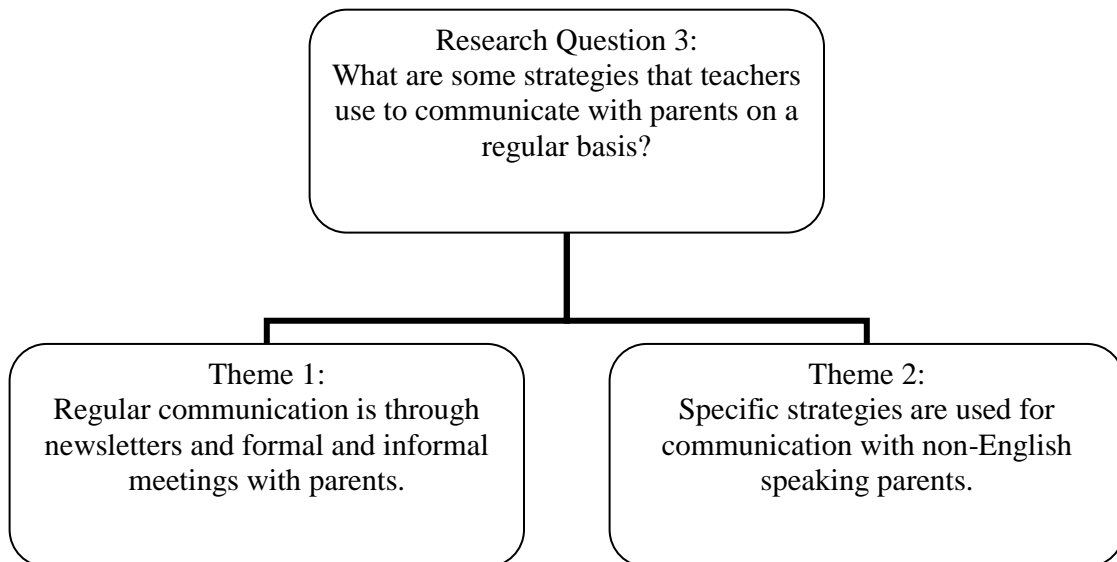 Research Question 3:
What are some strategies that teachers
use to communicate with parents on a
regular basis?
Theme 1:
Regular communication is through
newsletters and formal and informal
meetings with parents.
Theme 2:
Specific strategies are used for
communication with non-English
speaking parents.